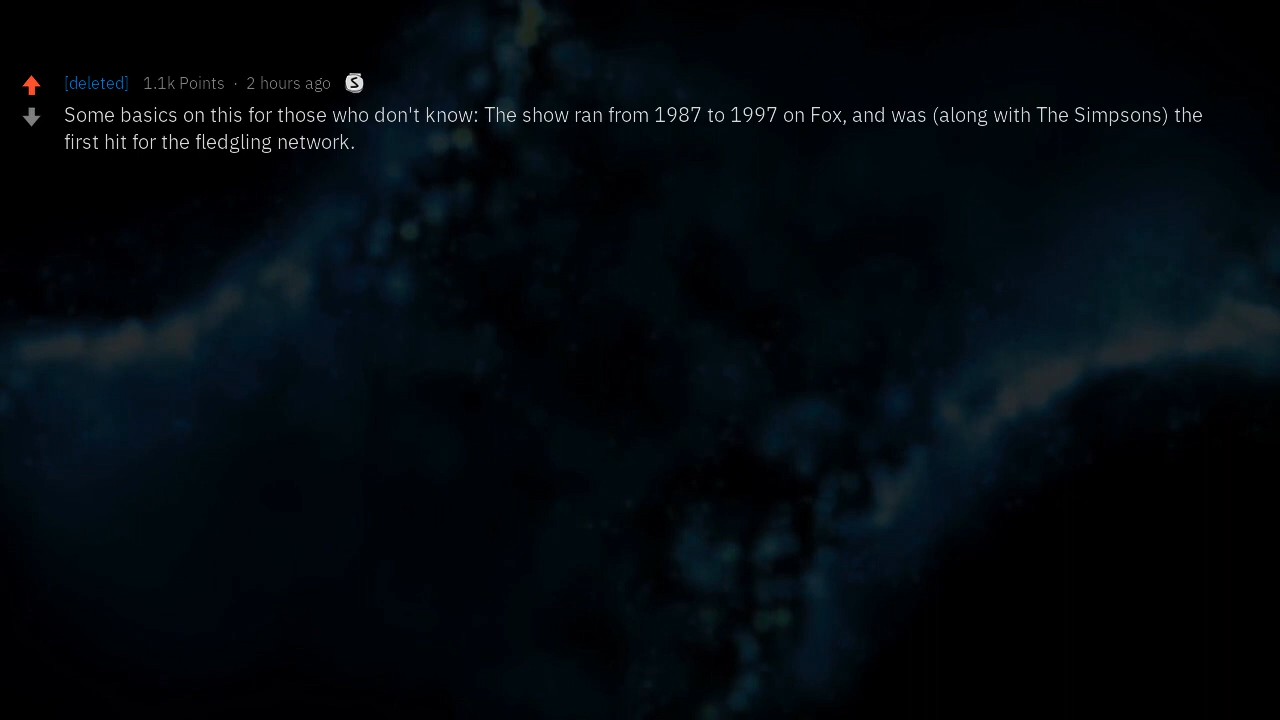 [deleted] 1.1k Points · 2 hours ago S
Some basics on this for those who don't know: The show ran from 1987 to 1997 on Fox, and was (along with The Simpsons) the
first hit for the fledgling network.